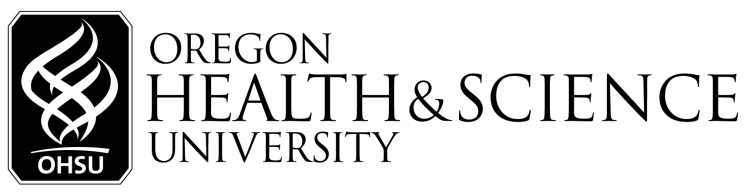 OHSU
OREGON
HEALTH & SCIENCE
UNIVERSITY